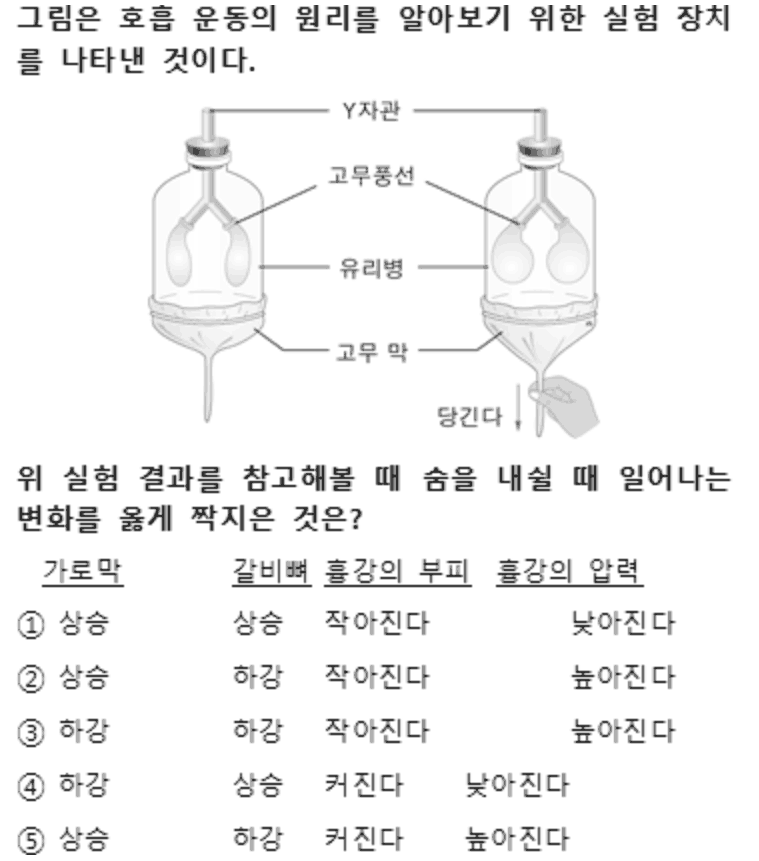 그림은 호흡 운동의 원리를 알아보기 위한 실험 장치
를 나타낸 것이다.
Y자관
고무풍선
유리병
고무 막
당긴다
위 실험 결과를 참고해볼 때 숨을 내쉴 때 일어나는
변화를 옳게 짝지은 것은?
가로막 갈비뼈 흉강의 부피 흉강의 압력
① 상승 상승 작아진다 낮아진다
② 상승 하강 작아진다 높아진다
③ 하강 하강 작아진다 높아진다
④ 하강 상승 커진다 낮아진다
⑤ 상승 하강 커진다 높아진다